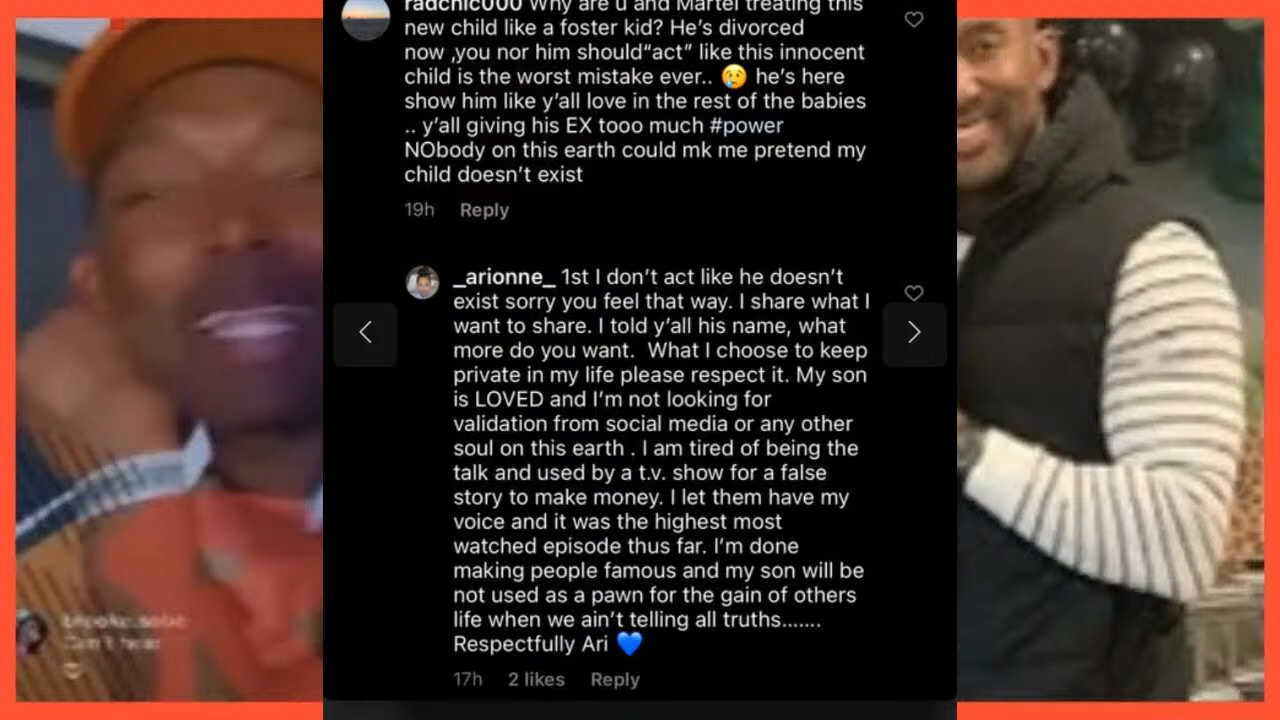 radchic000 Why are u and Martel treating this
new child like a foster kid? He’s divorced
now ,you nor him should“act” like this innocent
child is the worst mistake ever.. 😢 he’s here
show him like y’all love in the rest of the babies
.. y’all giving his EX tooo much #power
NObody on this earth could mk me pretend my
child doesn’t exist
19h Reply
_arionne_ 1st I don’t act like he doesn’t
exist sorry you feel that way. I share what I
want to share. I told y’all his name, what
more do you want. What I choose to keep
private in my life please respect it. My son
is LOVED and I’m not looking for
validation from social media or any other
soul on this earth . I am tired of being the
talk and used by a t.v. show for a false
story to make money. I let them have my
voice and it was the highest most
watched episode thus far. I’m done
making people famous and my son will be
not used as a pawn for the gain of others
life when we ain’t telling all truths.......
Respectfully Ari 💙
17h 2 likes Reply